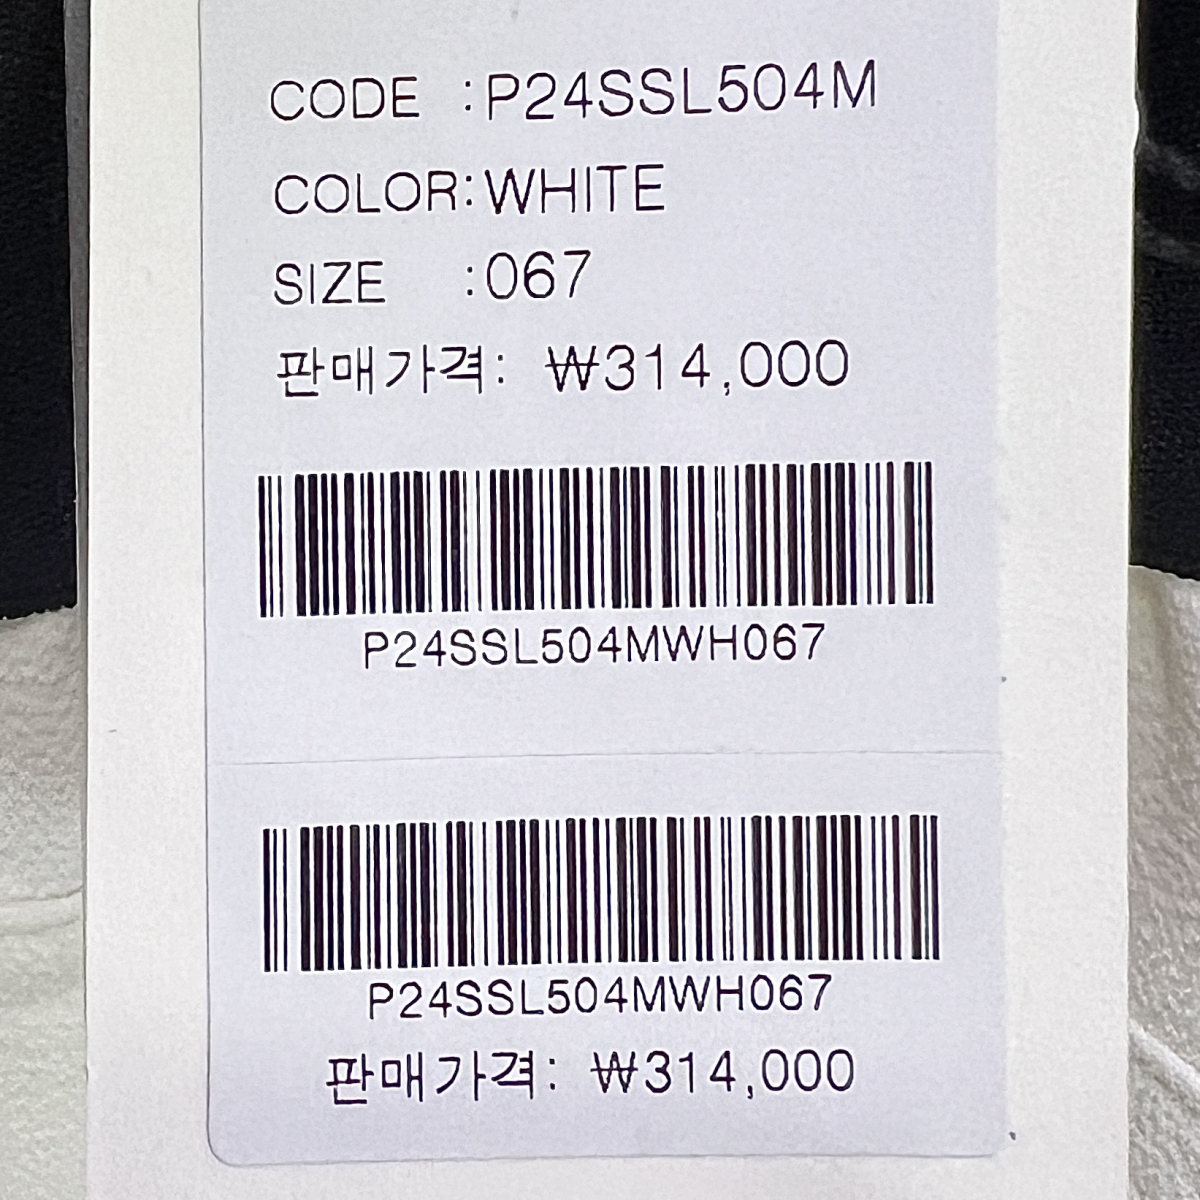 CODE :P24SSL504M
COLOR:WHITE
SIZE :067
판매가격: ₩314,000
P24SSL504MWH067
P24SSL504MWH067
판매가격: ₩314,000